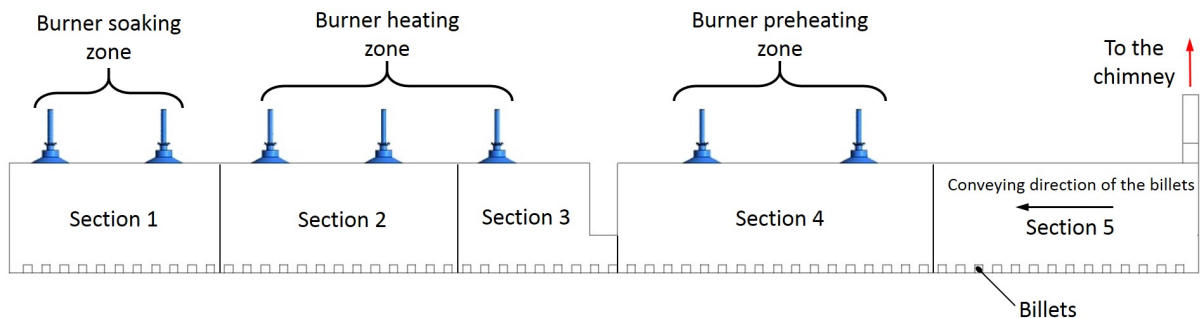 Burner soaking
zone
Burner heating
zone
Burner preheating
zone
To the
chimney
Section 1
Section 2
Section 3
Section 4
Conveying direction of the billets
Section 5
Billets